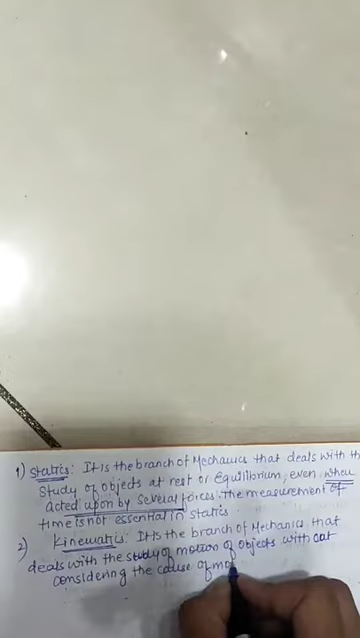 1) Statics: It is the branch of Mechanics that deals with th
Study of objects at rest or Equilibrium, even when
acted upon by several forces. The measurement of
time is not essential in statics
2) Kinematics: It is the branch of Mechanics that
deals with the study of motion of objects with out
considering the cause of mo